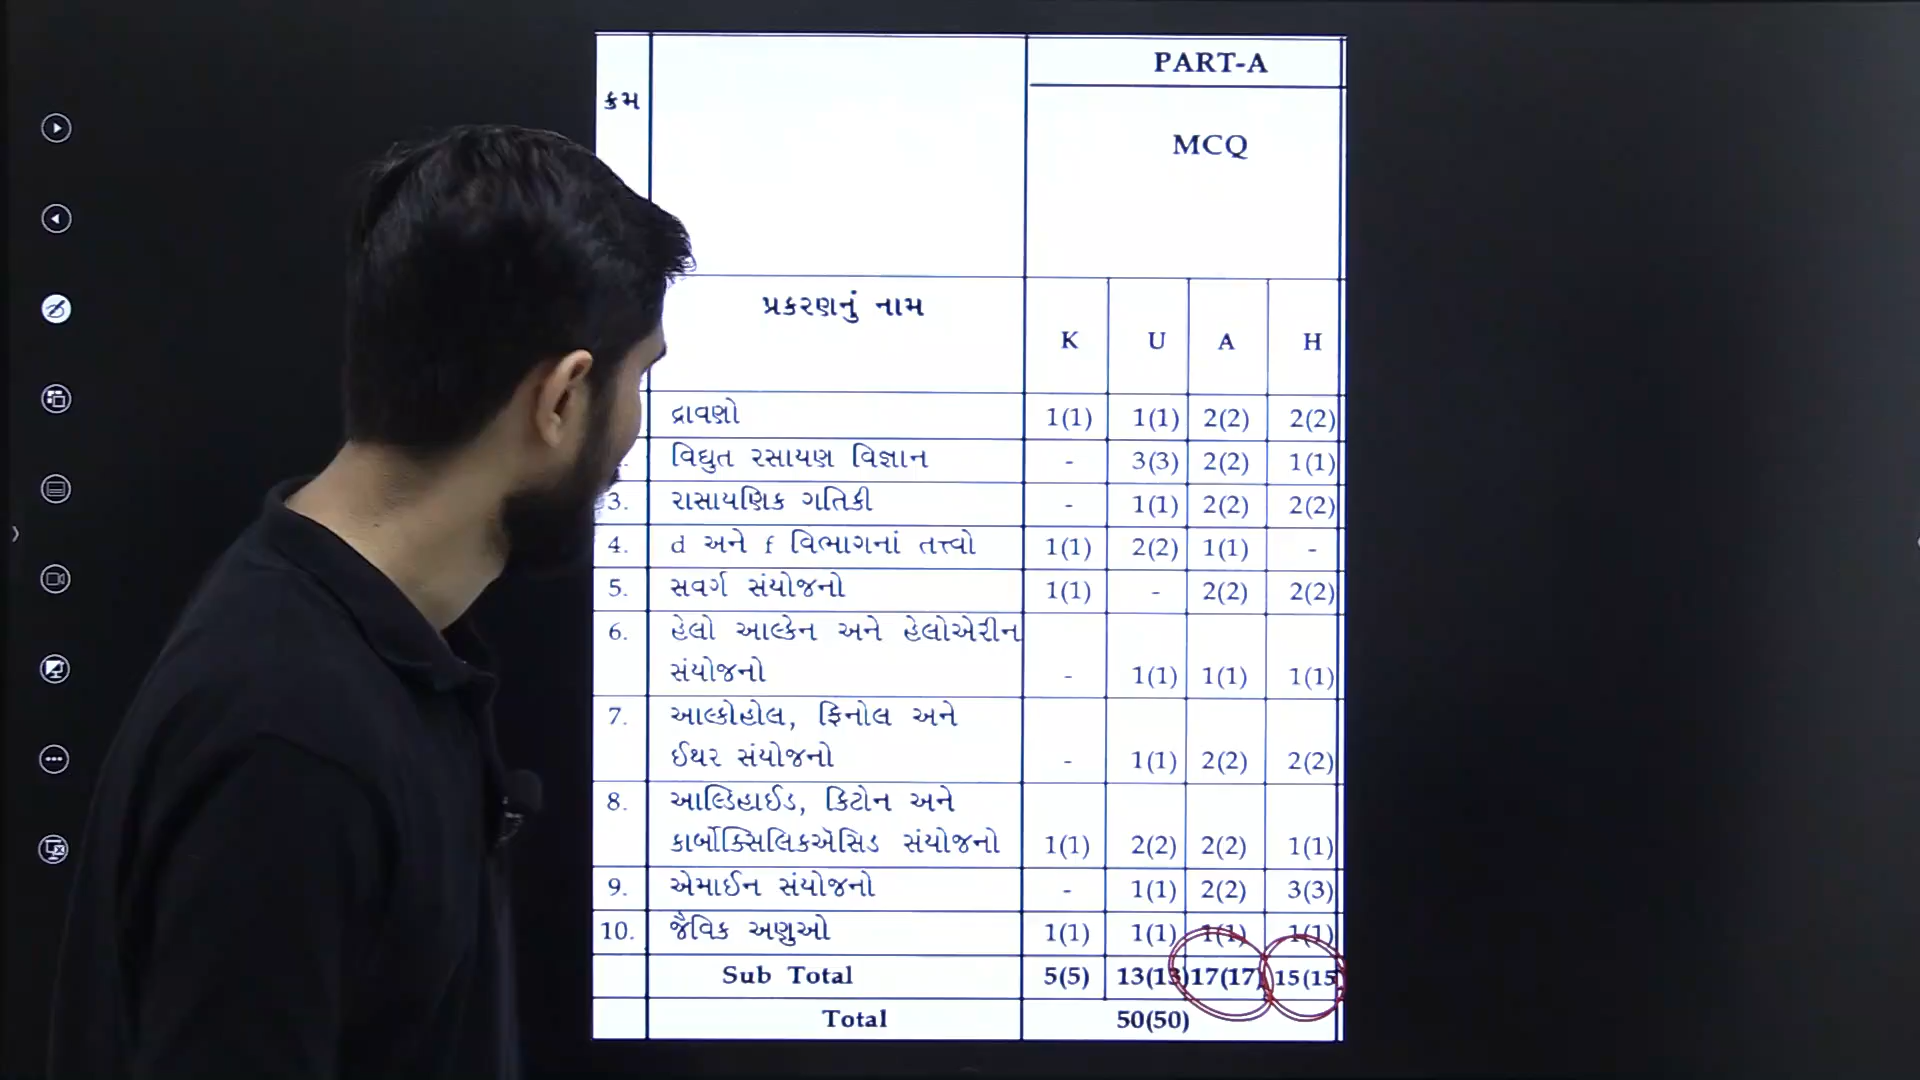 PART-A
ક્રમ
MCQ
પ્રકરણનું નામ
K U A H
દ્રાવણો 1(1) 1(1) 2(2) 2(2)
વિદ્યુત રસાયણ વિજ્ઞાન - 3(3) 2(2) 1(1)
3. રાસાયણિક ગતિકી - 1(1) 2(2) 2(2)
4. d અને f વિભાગનાં તત્ત્વો 1(1) 2(2) 1(1) -
5. સવર્ગ સંયોજનો 1(1) - 2(2) 2(2)
6. હેલો આલ્કેન અને હેલોએરીન
સંયોજનો - 1(1) 1(1) 1(1)
7. આલ્કોહોલ, ફિનોલ અને
ઈથર સંયોજનો - 1(1) 2(2) 2(2)
8. આલ્ડિહાઈડ, કિટોન અને
કાર્બોક્સિલિકઍસિડ સંયોજનો 1(1) 2(2) 2(2) 1(1)
9. એમાઈન સંયોજનો - 1(1) 2(2) 3(3)
10. જૈવિક અણુઓ 1(1) 1(1) 1(1) 1(1)
Sub Total 5(5) 13(13) 17(17) 15(15
Total 50(50)